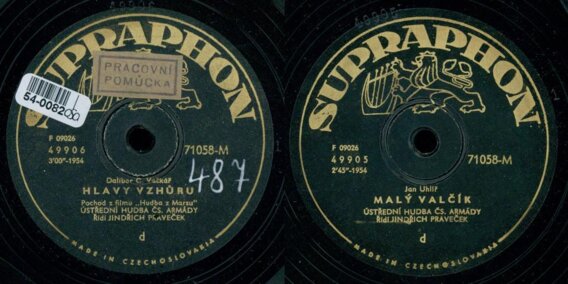 SUPRAPHON
PRACOVNÍ
POMŮCKA
54-008200
F 09026
49906
3'00"-1954
71058-M
487
Dalibor C. Vačkář
HLAVY VZHŮRU
Pochod z filmu „Hudba z Marsu"
ÚSTŘEDNÍ HUDBA ČS. ARMÁDY
Řídí JINDŘICH PRAVEČEK
d
MADE IN CZECHOSLOVAKIA
49905
SUPRAPHON
F 09026
49905
2'45"-1954
71058-M
Jan Uhlíř
MALÝ VALČÍK
ÚSTŘEDNÍ HUDBA ČS. ARMÁDY
Řídí JINDŘICH PRAVEČEK
d
MADE IN CZECHOSLOVAKIA